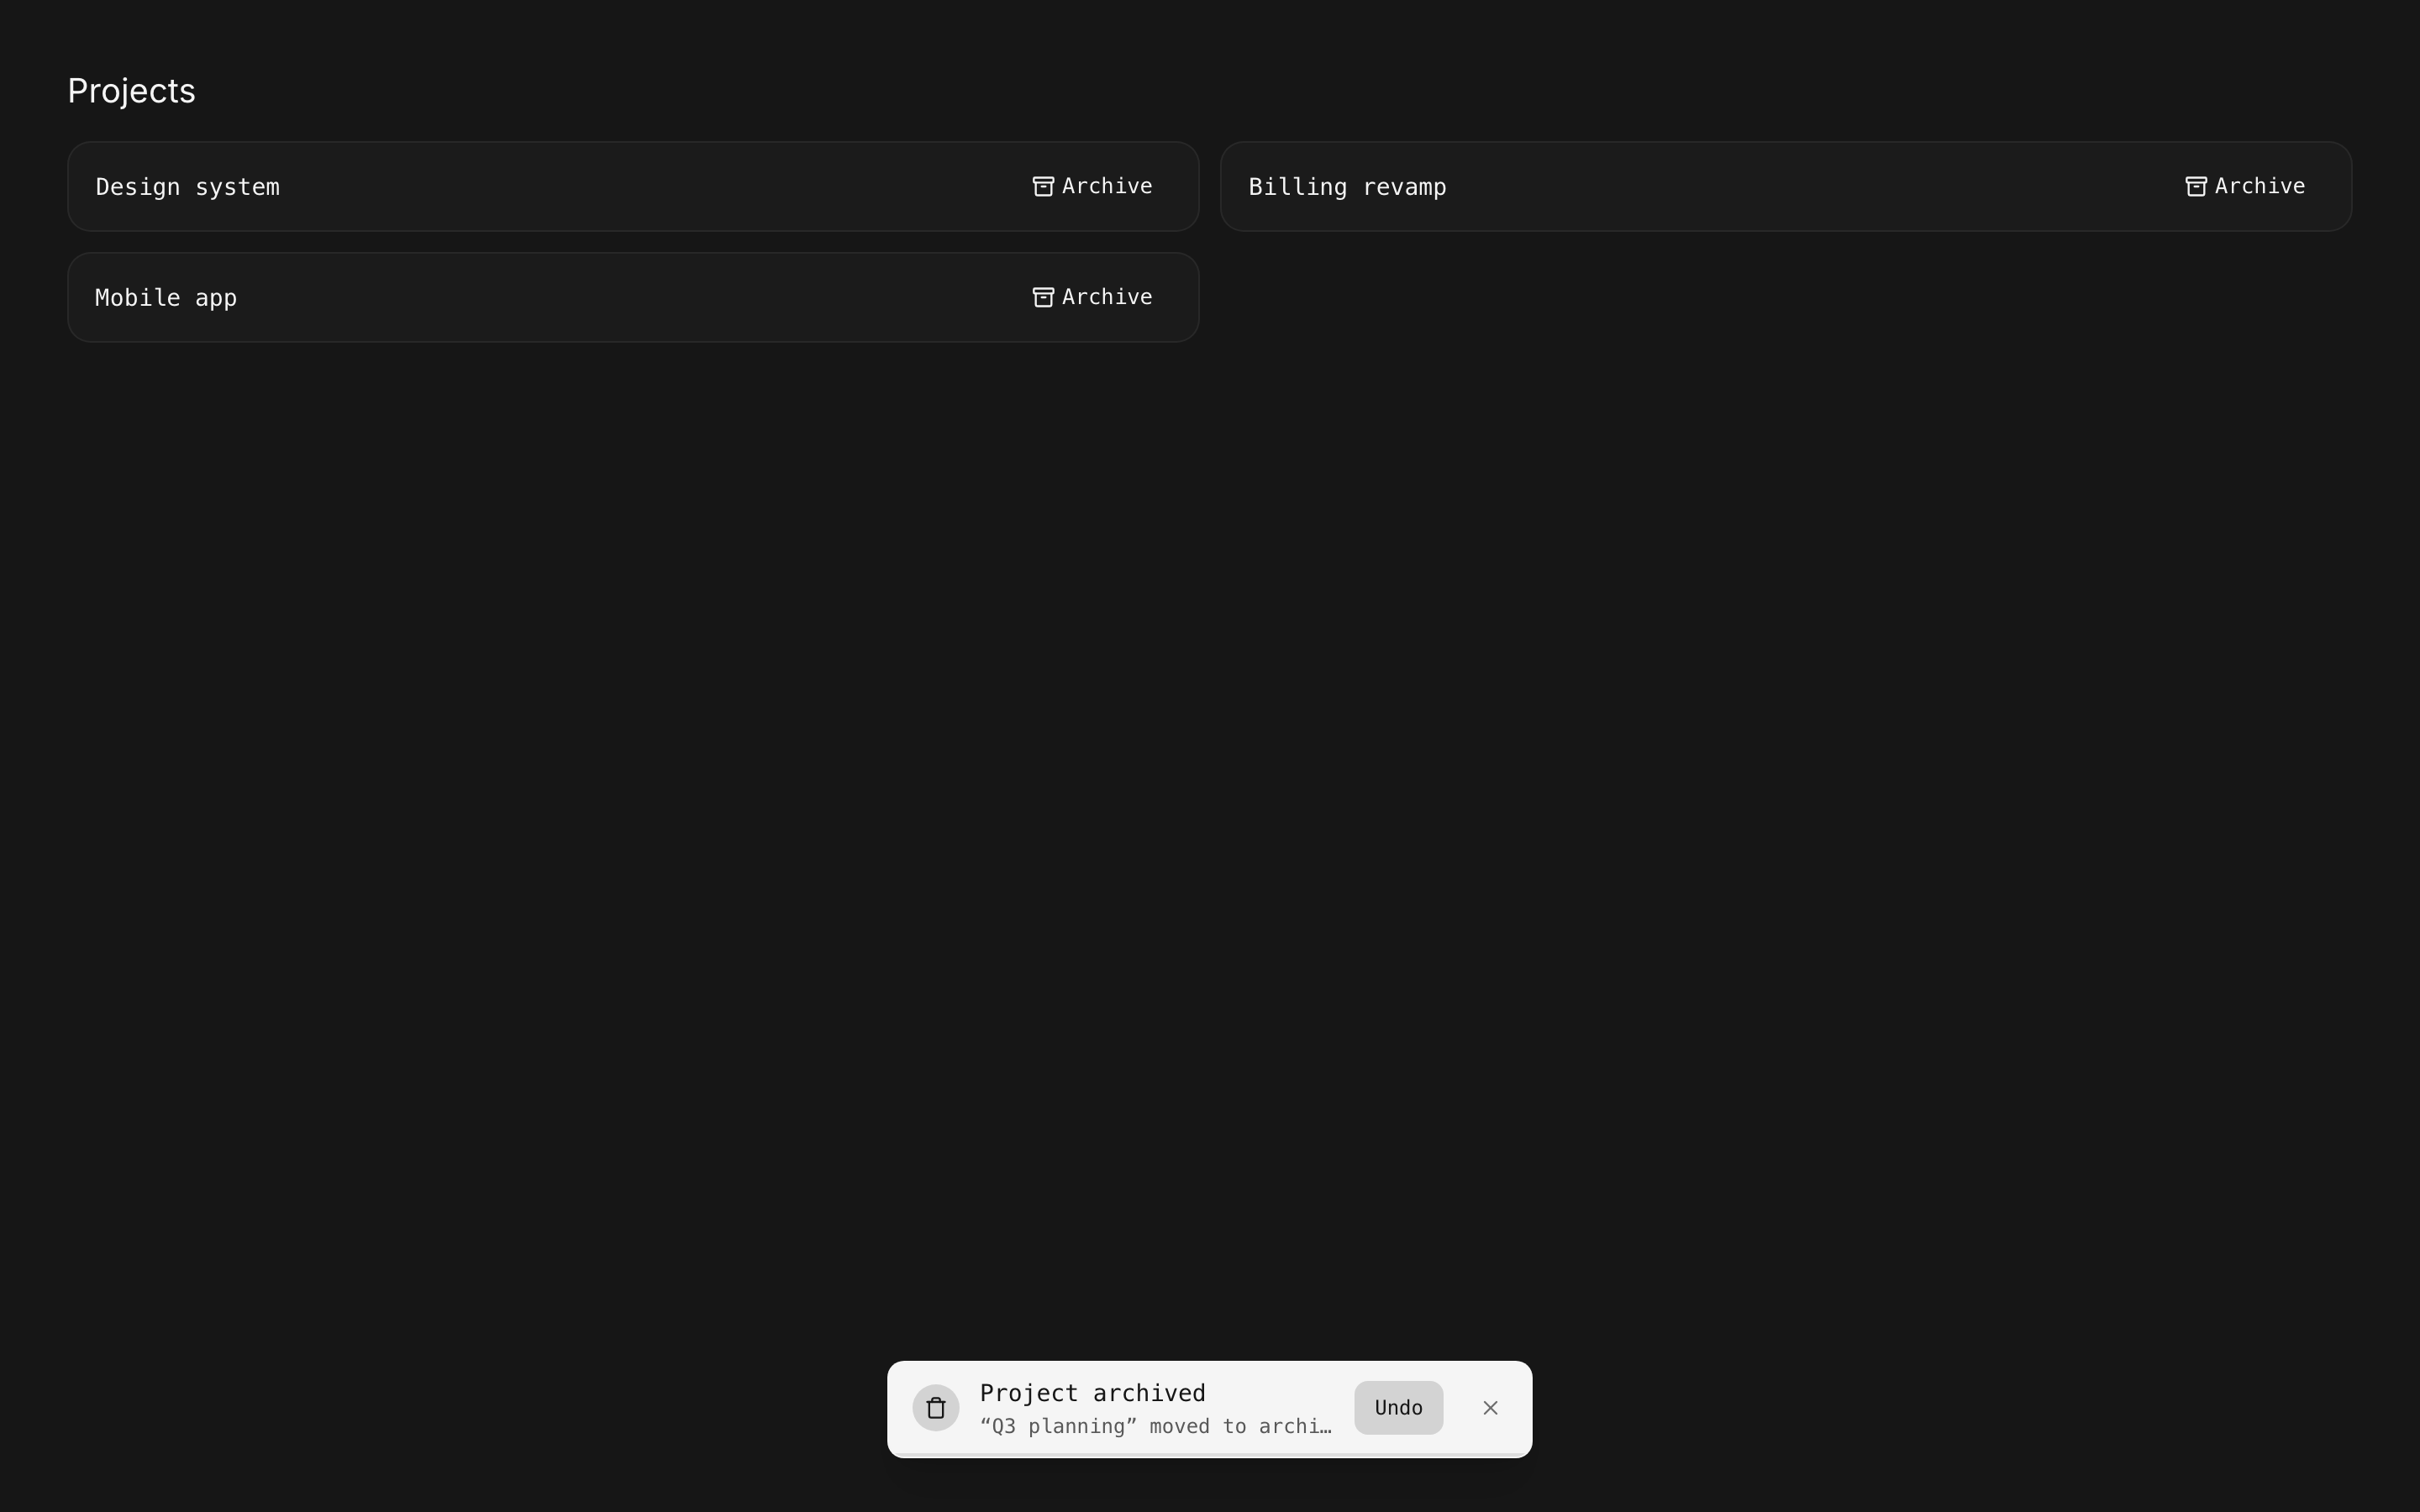 Projects
Design system
Archive
Billing revamp
Archive
Mobile app
Archive
Project archived
“Q3 planning” moved to archi…
Undo